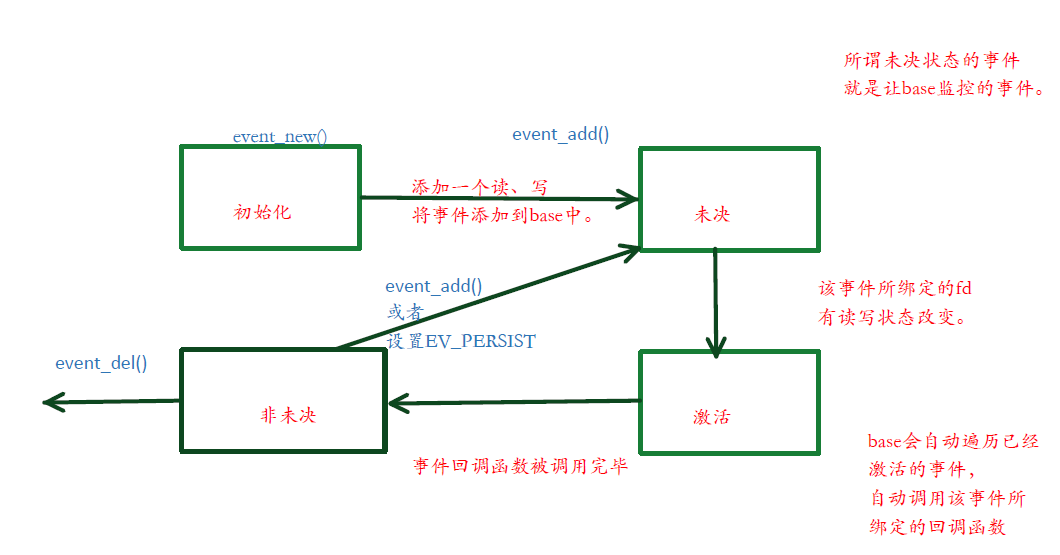 所谓未决状态的事件
就是让base监控的事件。
event_new()
event_add()
初始化
添加一个读、写
将事件添加到base中。
未决
event_add()
或者
设置EV_PERSIST
该事件所绑定的fd
有读写状态改变。
event_del()
非未决
激活
事件回调函数被调用完毕
base会自动遍历已经
激活的事件，
自动调用该事件所
绑定的回调函数